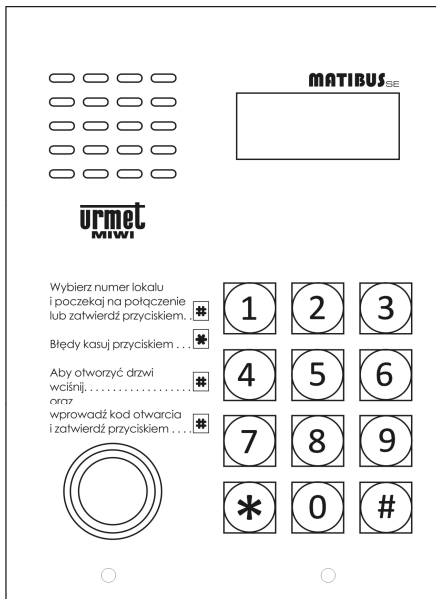 MATIBUS SE
urmet
MIWI
Wybierz numer lokalu
i poczekaj na połączenie
lub zatwierdź przyciskiem. . #
Błędy kasuj przyciskiem . . . *
Aby otworzyć drzwi
wciśnij. . . . . . . . . . . . . . . . . . . #
oraz
wprowadź kod otwarcia
i zatwierdź przyciskiem . . . . #
1 2 3
4 5 6
7 8 9
* 0 #